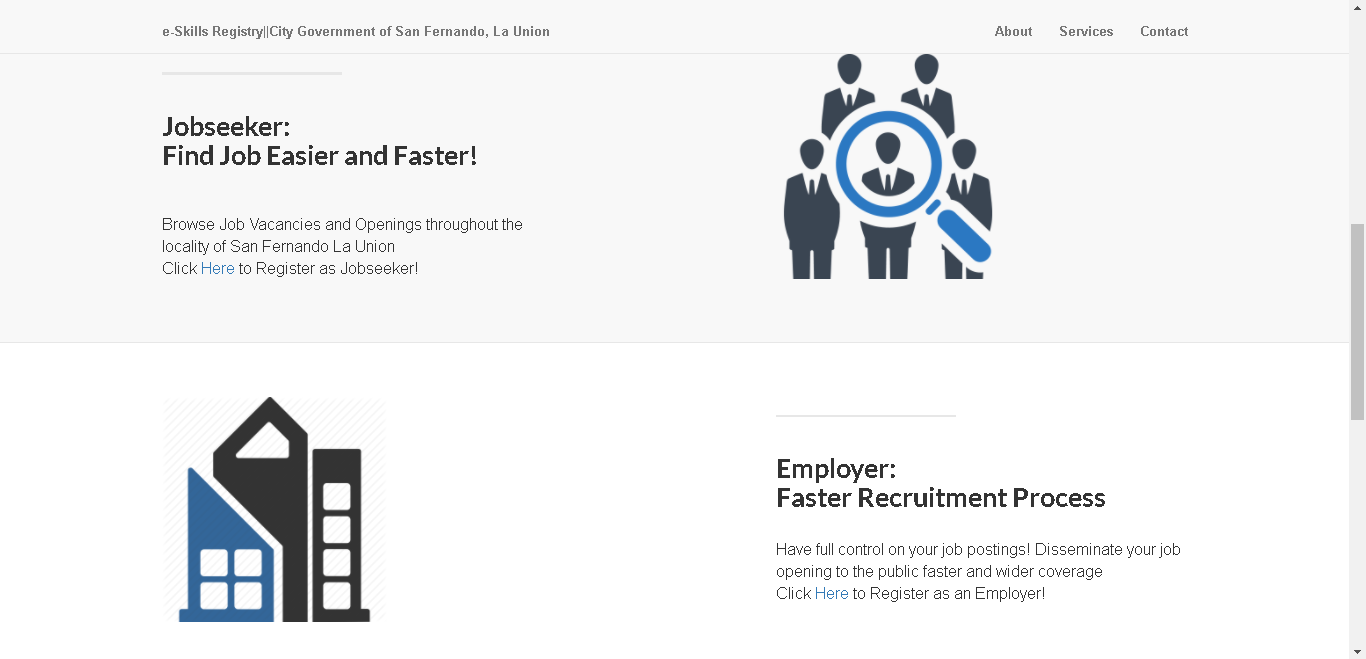 e-Skills Registry||City Government of San Fernando, La Union
About Services Contact
Jobseeker:
Find Job Easier and Faster!
Browse Job Vacancies and Openings throughout the
locality of San Fernando La Union
Click Here to Register as Jobseeker!
Employer:
Faster Recruitment Process
Have full control on your job postings! Disseminate your job
opening to the public faster and wider coverage
Click Here to Register as an Employer!